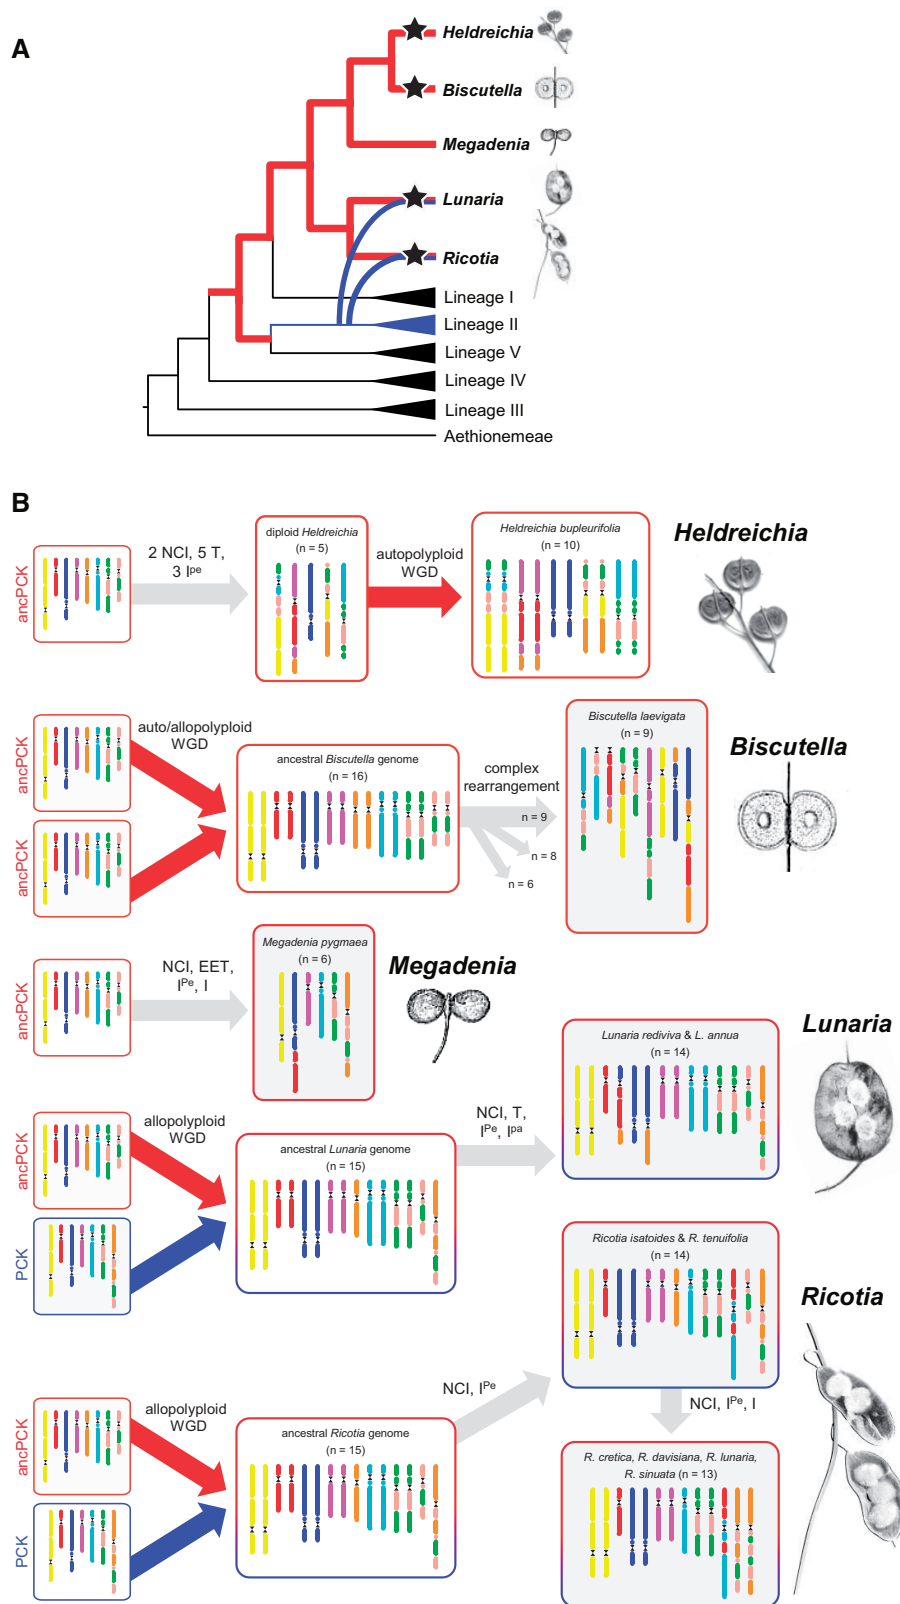 A
Heldreichia
Biscutella
Megadenia
Lunaria
Ricotia
Lineage I
Lineage II
Lineage V
Lineage IV
Lineage III
Aethionemeae
B
ancPCK
2 NCI, 5 T,
3 Ipe
diploid Heldreichia
(n = 5)
autopolyploid
WGD
Heldreichia bupleurifolia
(n = 10)
Heldreichia
ancPCK
ancPCK
auto/allopolyploid
WGD
ancestral Biscutella genome
(n = 16)
complex
rearrangement
n = 9
n = 8
n = 6
Biscutella laevigata
(n = 9)
Biscutella
ancPCK
NCI, EET,
IPe, I
Megadenia pygmaea
(n = 6)
Megadenia
ancPCK
PCK
allopolyploid
WGD
ancestral Lunaria genome
(n = 15)
NCI, T,
IPe, Ipa
Lunaria rediviva & L. annua
(n = 14)
Lunaria
ancPCK
PCK
allopolyploid
WGD
ancestral Ricotia genome
(n = 15)
NCI, IPe
Ricotia isatoides & R. tenuifolia
(n = 14)
Ricotia
NCI, IPe, I
R. cretica, R. davisiana, R. lunaria,
R. sinuata (n = 13)